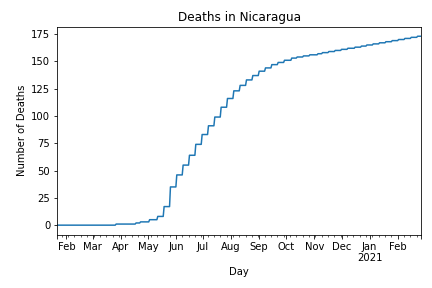 Deaths in Nicaragua
Number of Deaths
175
150
125
100
75
50
25
0
Feb Mar Apr May Jun Jul Aug Sep Oct Nov Dec Jan Feb
2021
Day